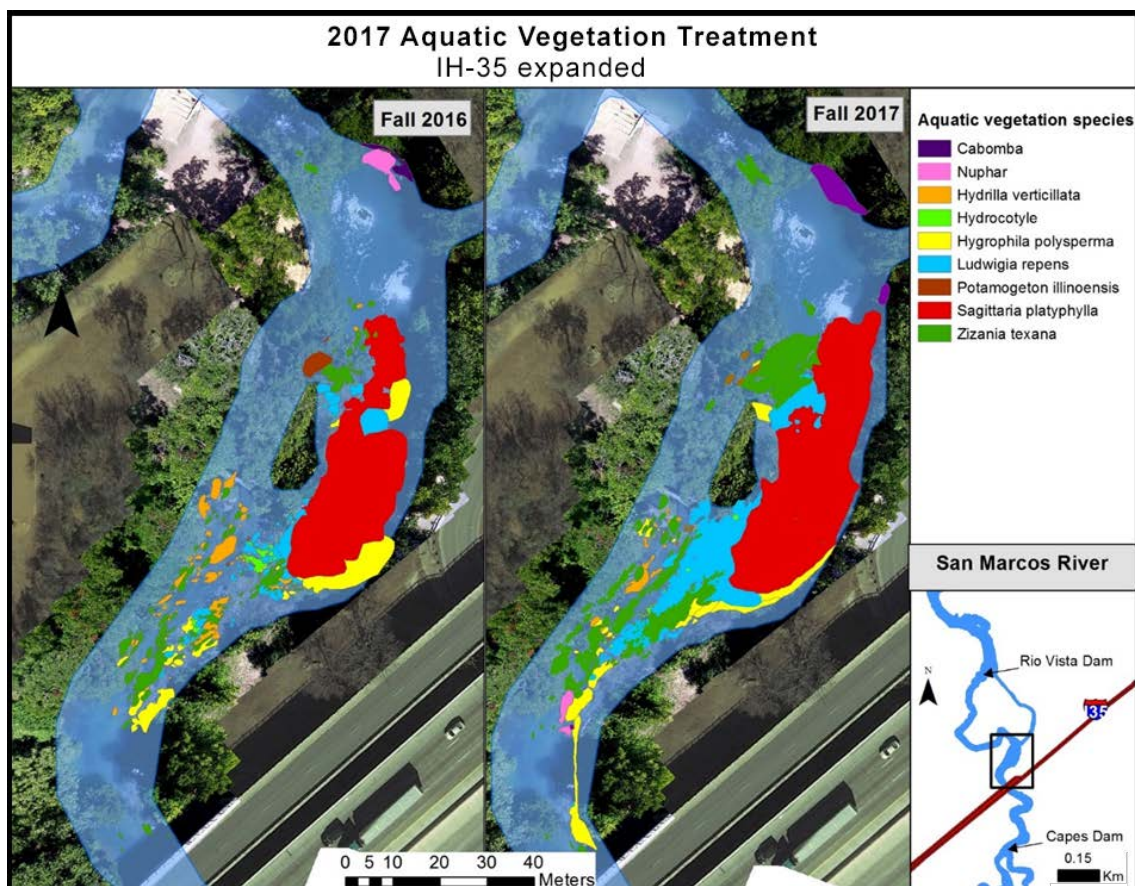 2017 Aquatic Vegetation Treatment
IH-35 expanded
Fall 2016
Fall 2017
Aquatic vegetation species
Cabomba
Nuphar
Hydrilla verticillata
Hydrocotyle
Hygrophila polysperma
Ludwigia repens
Potamogeton illinoensis
Sagittaria platyphylla
Zizania texana
San Marcos River
N
Rio Vista Dam
I35
Capes Dam
0.15
Km
0 5 10 20 30 40
Meters